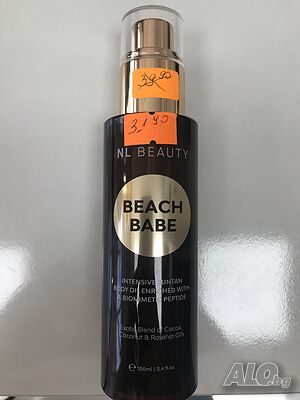 39.90
31.90
NL BEAUTY
BEACH
BABE
INTENSIVE SUNTAN
BODY OIL ENRICHED WITH
A BIOMIMETIC PEPTIDE
Exotic Blend of Cocoa,
Coconut & Rosehip Oils
℮ 100ml / 3.4 fl.oz
ALO.bg